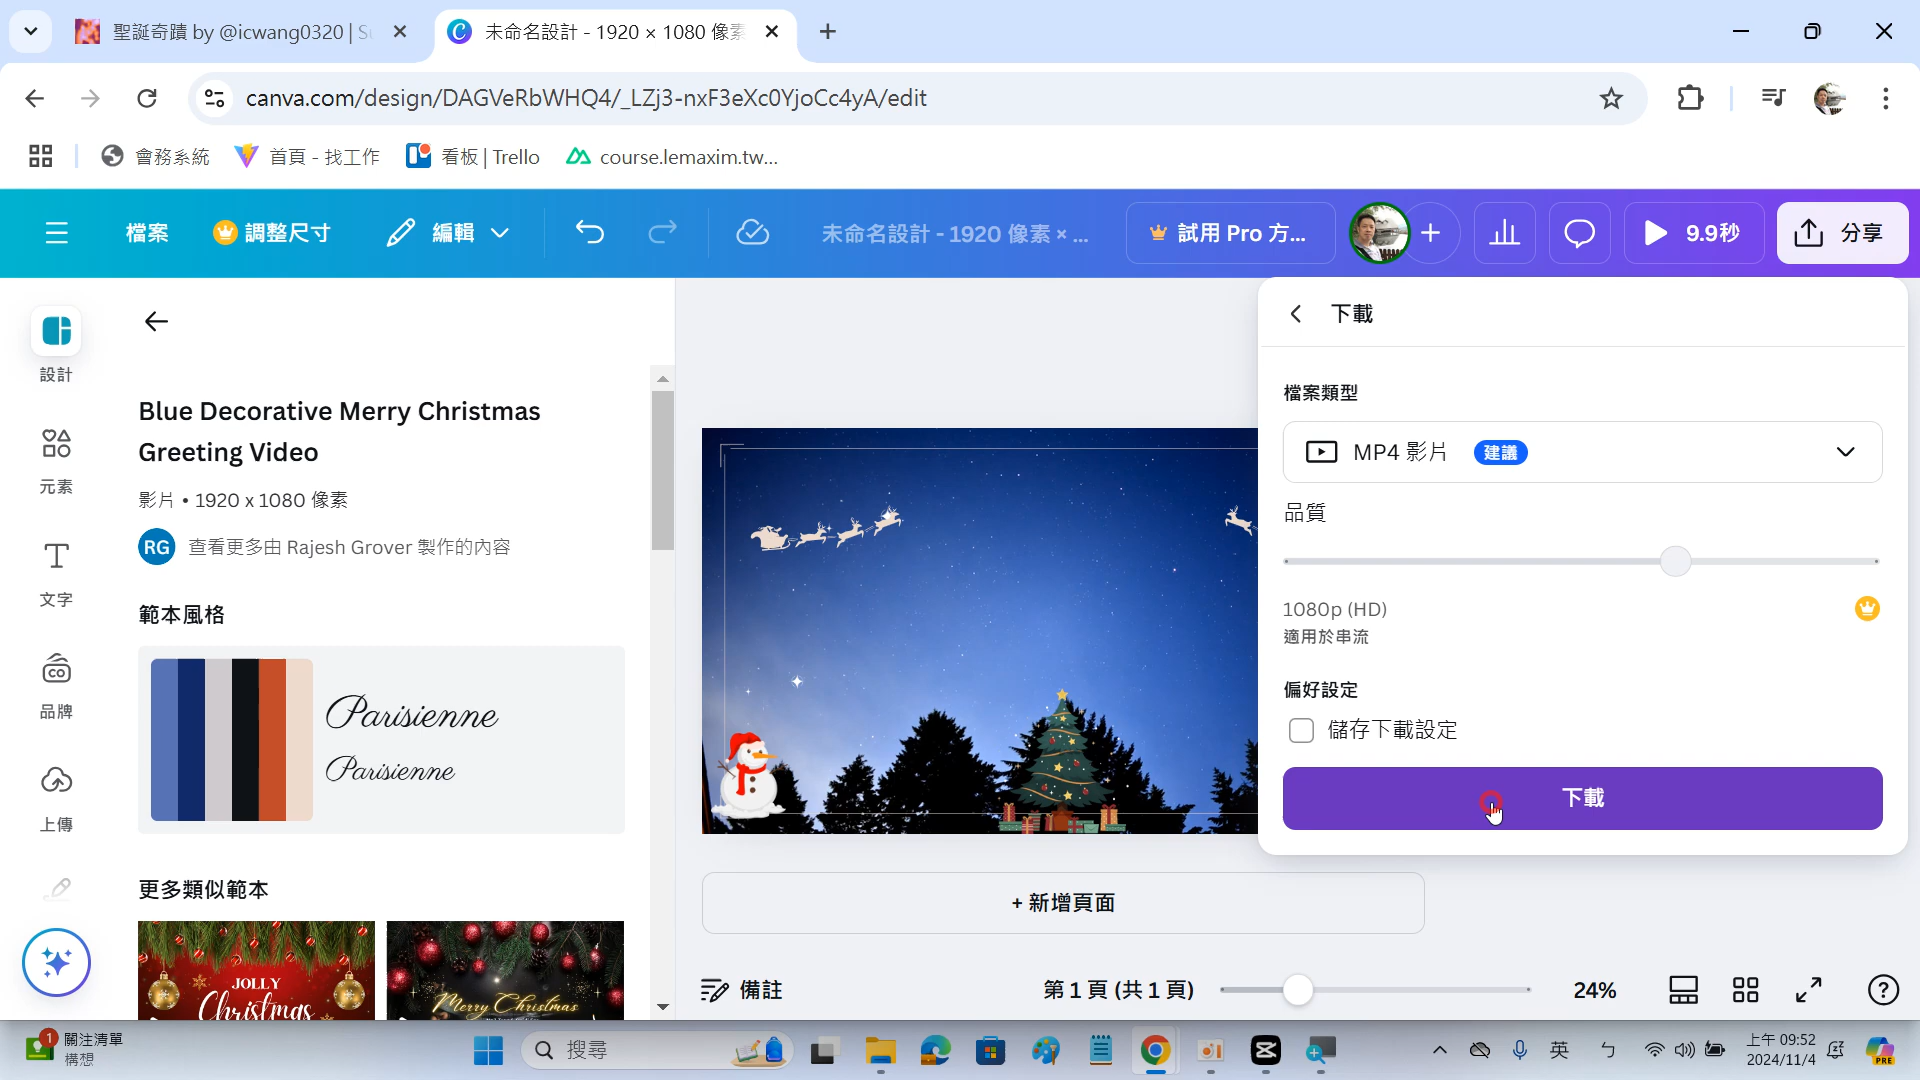 聖誕奇蹟 by @icwang0320 | Su
未命名設計 - 1920 × 1080 像素
canva.com/design/DAGVeRbWHQ4/_LZj3-nxF3eXc0YjoCc4yA/edit
會務系統
首頁 - 找工作
看板 | Trello
course.lemaxim.tw...
檔案
調整尺寸
編輯
未命名設計 - 1920 像素 × ...
試用 Pro 方...
9.9秒
分享
設計
元素
文字
品牌
上傳
Blue Decorative Merry Christmas
Greeting Video
影片 • 1920 x 1080 像素
RG
查看更多由 Rajesh Grover 製作的內容
範本風格
Parisienne
Parisienne
更多類似範本
JOLLY
Christmas
Merry Christmas
下載
檔案類型
MP4 影片
建議
品質
1080p (HD)
適用於串流
偏好設定
儲存下載設定
下載
+ 新增頁面
備註
第 1 頁 (共 1 頁)
24%
1
關注清單
構想
搜尋
英
ㄅ
上午 09:52
2024/11/4
PRE